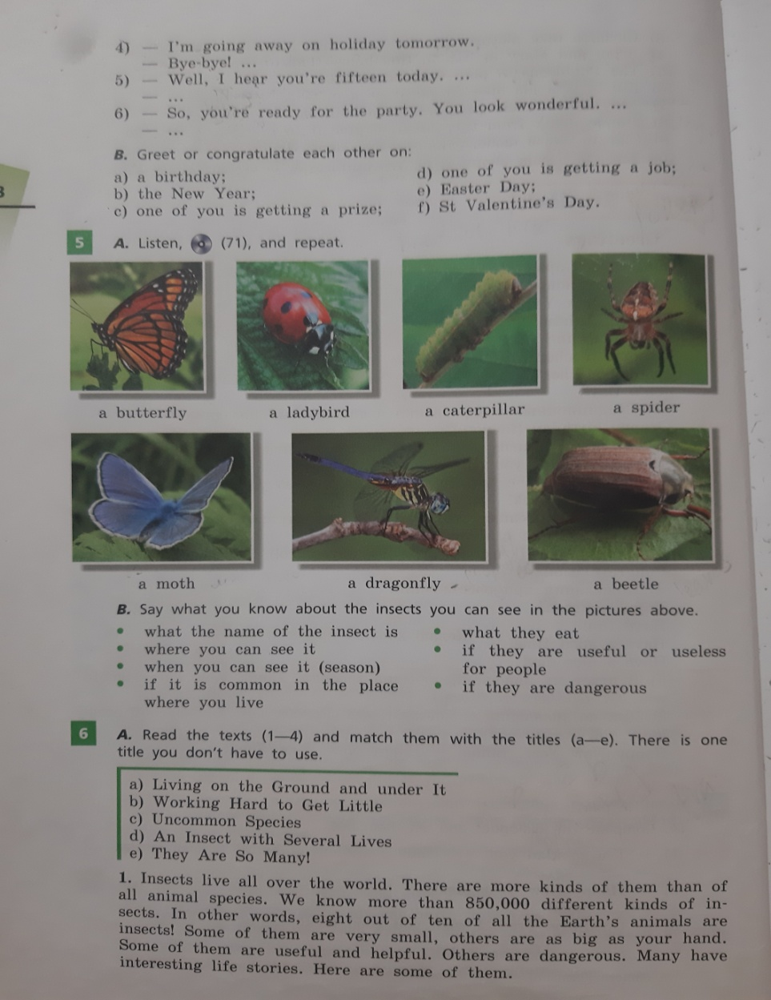 4) — I'm going away on holiday tomorrow.
— Bye-bye! ...
5) — Well, I hear you're fifteen today. ...
— ...
6) — So, you're ready for the party. You look wonderful. ...
— ...
B. Greet or congratulate each other on:
a) a birthday;
b) the New Year;
c) one of you is getting a prize;
d) one of you is getting a job;
e) Easter Day;
f) St Valentine's Day.
3
5 A. Listen, (71), and repeat.
a butterfly
a ladybird
a caterpillar
a spider
a moth
a dragonfly
a beetle
B. Say what you know about the insects you can see in the pictures above.
• what the name of the insect is
• where you can see it
• when you can see it (season)
• if it is common in the place
where you live
• what they eat
• if they are useful or useless
for people
• if they are dangerous
6 A. Read the texts (1—4) and match them with the titles (a—e). There is one
title you don't have to use.
a) Living on the Ground and under It
b) Working Hard to Get Little
c) Uncommon Species
d) An Insect with Several Lives
e) They Are So Many!
1. Insects live all over the world. There are more kinds of them than of
all animal species. We know more than 850,000 different kinds of in-
sects. In other words, eight out of ten of all the Earth's animals are
insects! Some of them are very small, others are as big as your hand.
Some of them are useful and helpful. Others are dangerous. Many have
interesting life stories. Here are some of them.